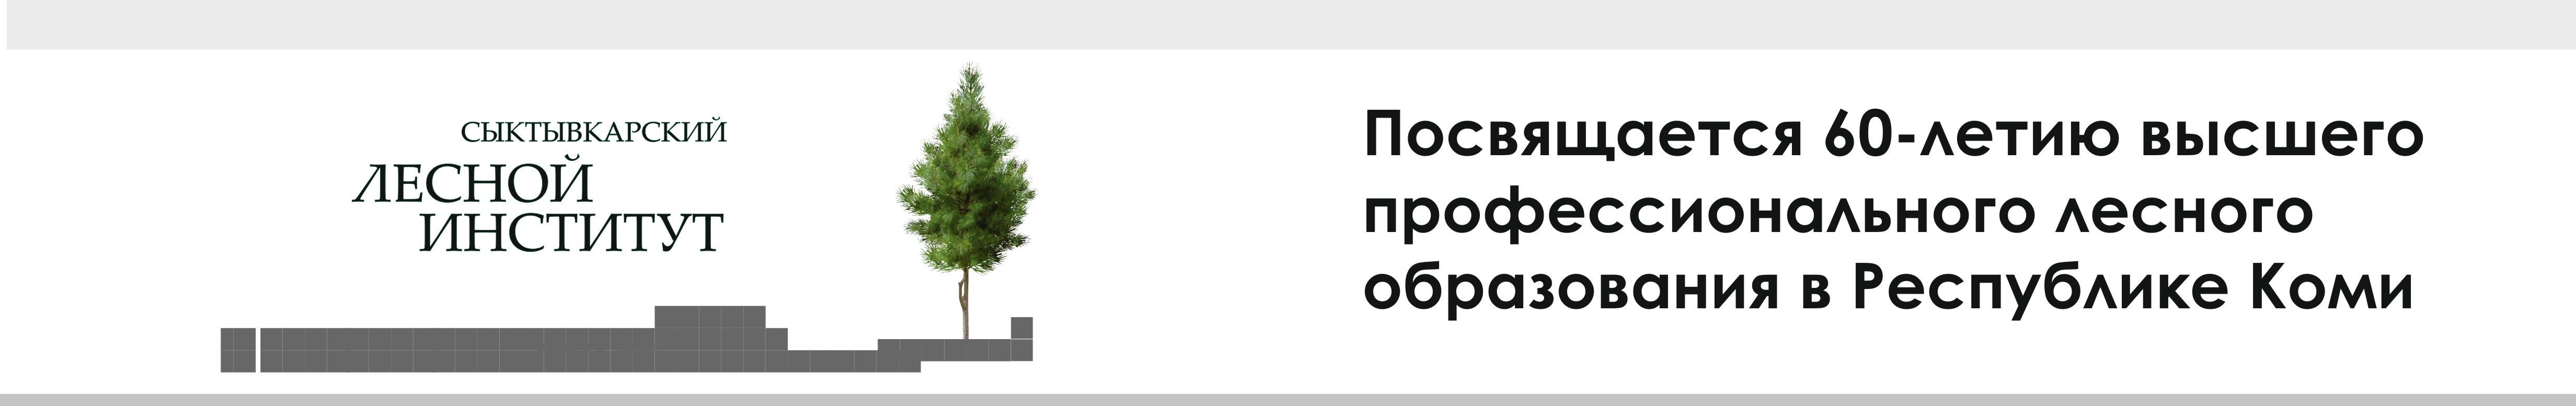 СЫКТЫВКАРСКИЙ
ЛЕСНОЙ
ИНСТИТУТ
Посвящается 60-летию высшего
профессионального лесного
образования в Республике Коми